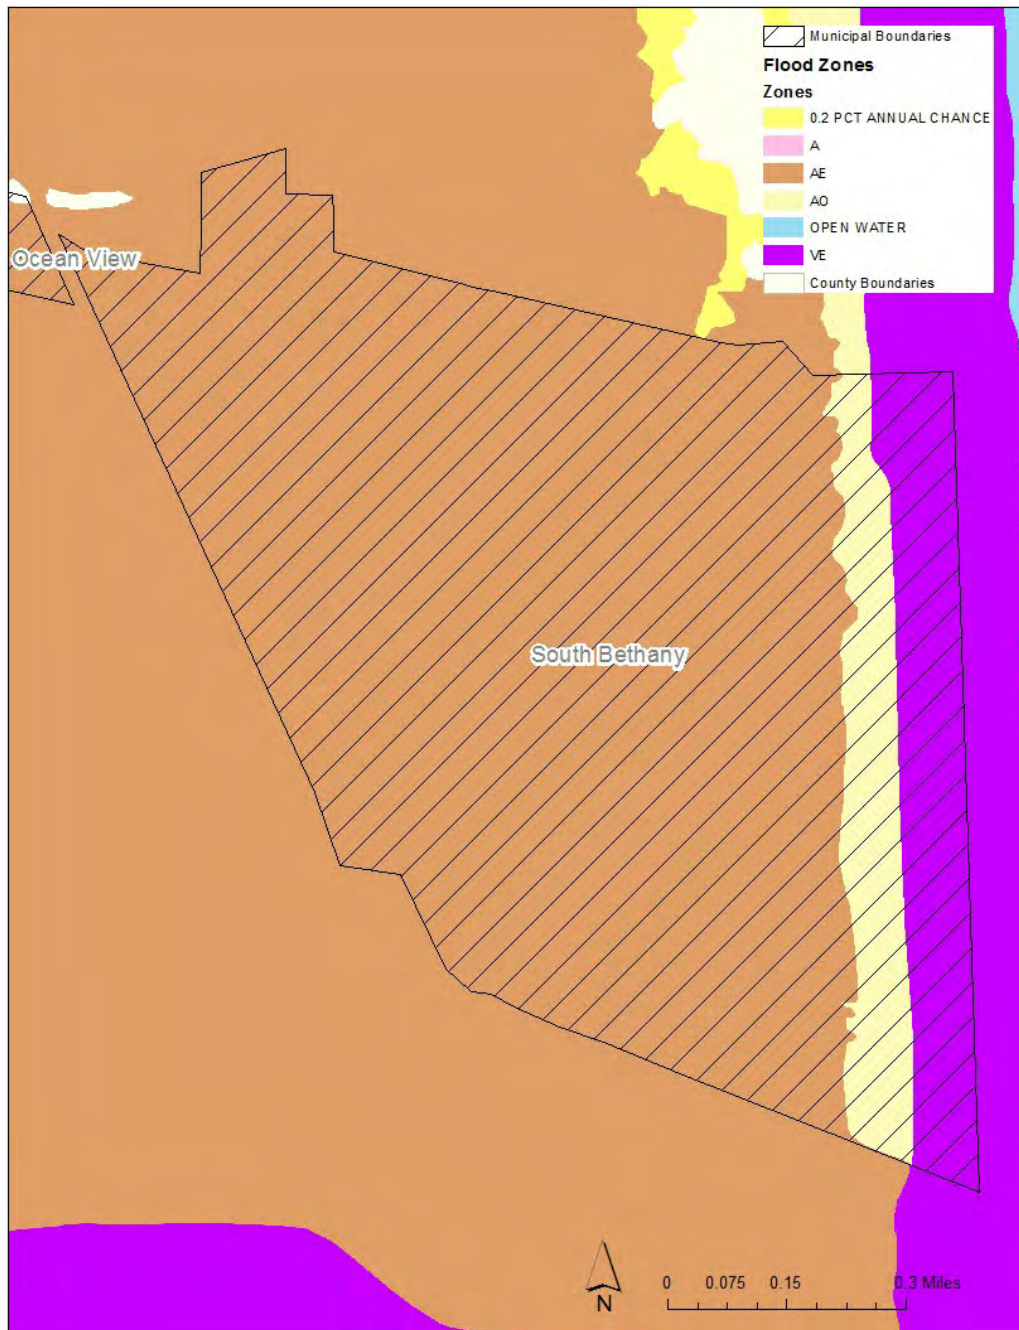 Municipal Boundaries
Flood Zones
Zones
0.2 PCT ANNUAL CHANCE
A
AE
AO
OPEN WATER
VE
County Boundaries
Ocean View
South Bethany
N
0 0.075 0.15 0.3 Miles